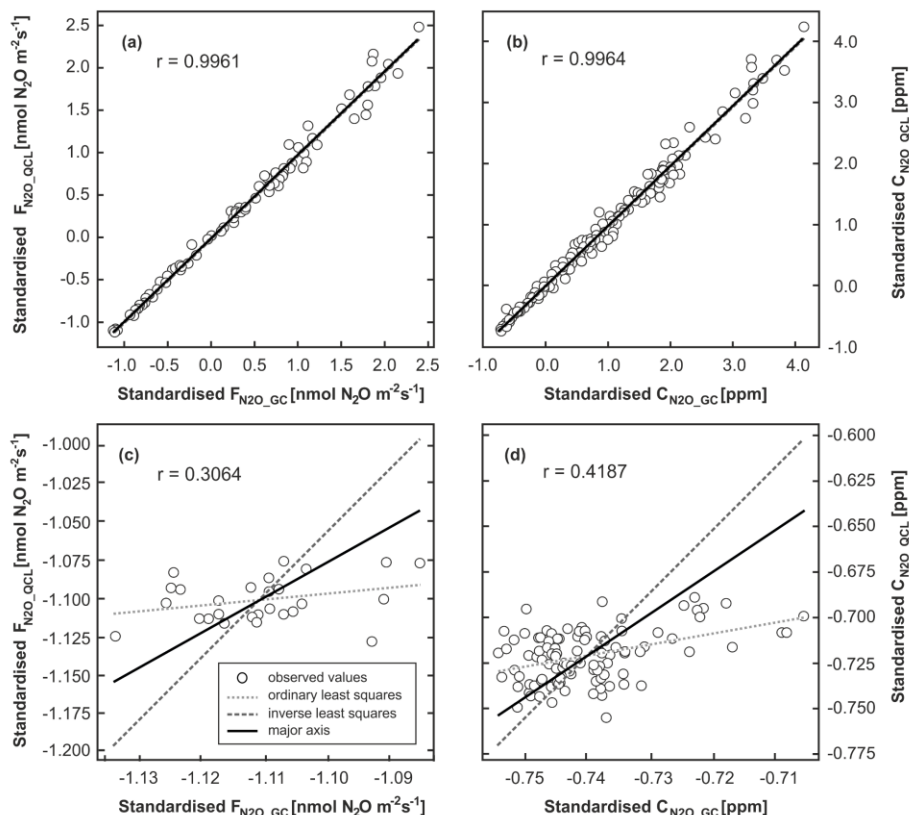 (a)
r = 0.9961
2.5
2.0
1.5
1.0
0.5
0.0
-0.5
-1.0
Standardised F_N2O_QCL [nmol N₂O m⁻²s⁻¹]
-1.0 -0.5 0.0 0.5 1.0 1.5 2.0 2.5
Standardised F_N2O_GC [nmol N₂O m⁻²s⁻¹]
(b)
r = 0.9964
4.0
3.0
2.0
1.0
0.0
-1.0
Standardised C_N2O_QCL [ppm]
0.0 1.0 2.0 3.0 4.0
Standardised C_N2O_GC [ppm]
(c)
r = 0.3064
-1.000
-1.025
-1.050
-1.075
-1.100
-1.125
-1.150
-1.175
-1.200
Standardised F_N2O_QCL [nmol N₂O m⁻²s⁻¹]
observed values
ordinary least squares
inverse least squares
major axis
-1.13 -1.12 -1.11 -1.10 -1.09
Standardised F_N2O_GC [nmol N₂O m⁻²s⁻¹]
(d)
r = 0.4187
-0.600
-0.625
-0.650
-0.675
-0.700
-0.725
-0.750
-0.775
Standardised C_N2O_QCL [ppm]
-0.75 -0.74 -0.73 -0.72 -0.71
Standardised C_N2O_GC [ppm]